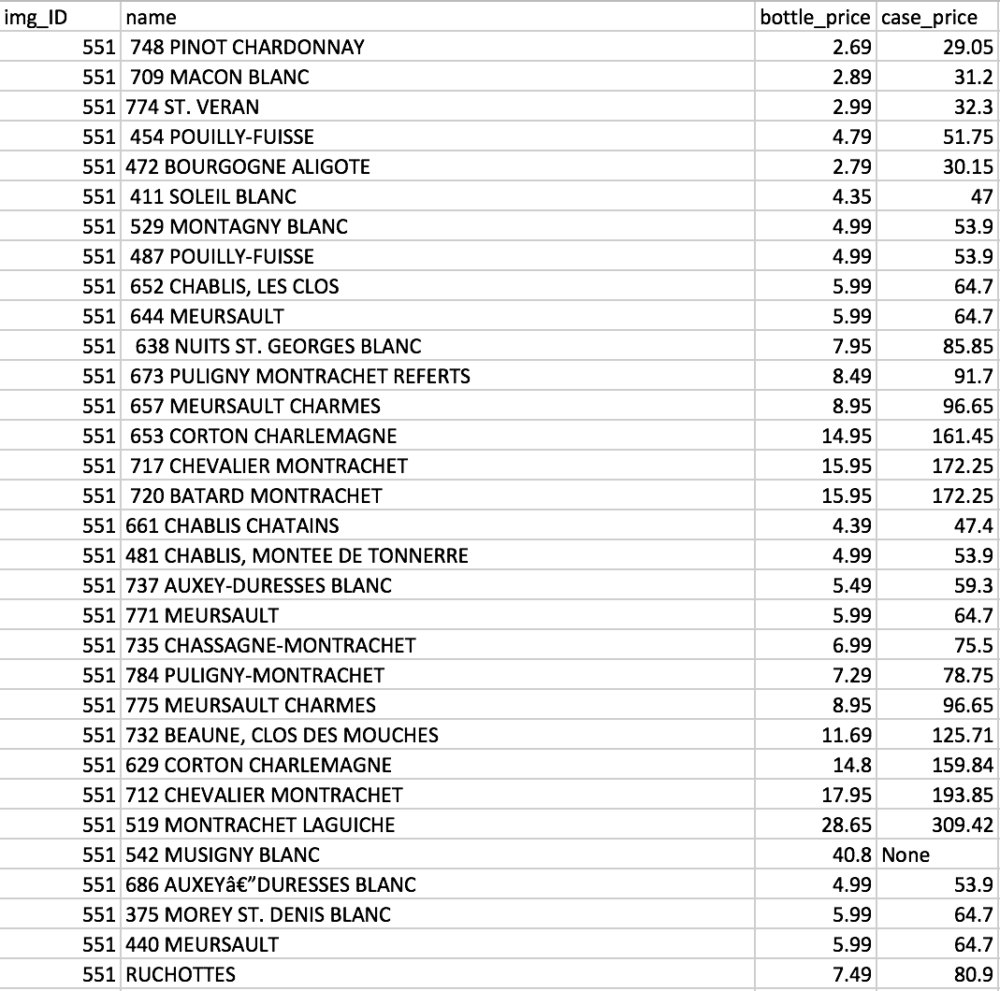 img_ID name bottle_price case_price
551 748 PINOT CHARDONNAY 2.69 29.05
551 709 MACON BLANC 2.89 31.2
551 774 ST. VERAN 2.99 32.3
551 454 POUILLY-FUISSE 4.79 51.75
551 472 BOURGOGNE ALIGOTE 2.79 30.15
551 411 SOLEIL BLANC 4.35 47
551 529 MONTAGNY BLANC 4.99 53.9
551 487 POUILLY-FUISSE 4.99 53.9
551 652 CHABLIS, LES CLOS 5.99 64.7
551 644 MEURSAULT 5.99 64.7
551 638 NUITS ST. GEORGES BLANC 7.95 85.85
551 673 PULIGNY MONTRACHET REFERTS 8.49 91.7
551 657 MEURSAULT CHARMES 8.95 96.65
551 653 CORTON CHARLEMAGNE 14.95 161.45
551 717 CHEVALIER MONTRACHET 15.95 172.25
551 720 BATARD MONTRACHET 15.95 172.25
551 661 CHABLIS CHATAINS 4.39 47.4
551 481 CHABLIS, MONTEE DE TONNERRE 4.99 53.9
551 737 AUXEY-DURESSES BLANC 5.49 59.3
551 771 MEURSAULT 5.99 64.7
551 735 CHASSAGNE-MONTRACHET 6.99 75.5
551 784 PULIGNY-MONTRACHET 7.29 78.75
551 775 MEURSAULT CHARMES 8.95 96.65
551 732 BEAUNE, CLOS DES MOUCHES 11.69 125.71
551 629 CORTON CHARLEMAGNE 14.8 159.84
551 712 CHEVALIER MONTRACHET 17.95 193.85
551 519 MONTRACHET LAGUICHE 28.65 309.42
551 542 MUSIGNY BLANC 40.8 None
551 686 AUXEYâ€”DURESSES BLANC 4.99 53.9
551 375 MOREY ST. DENIS BLANC 5.99 64.7
551 440 MEURSAULT 5.99 64.7
551 RUCHOTTES 7.49 80.9